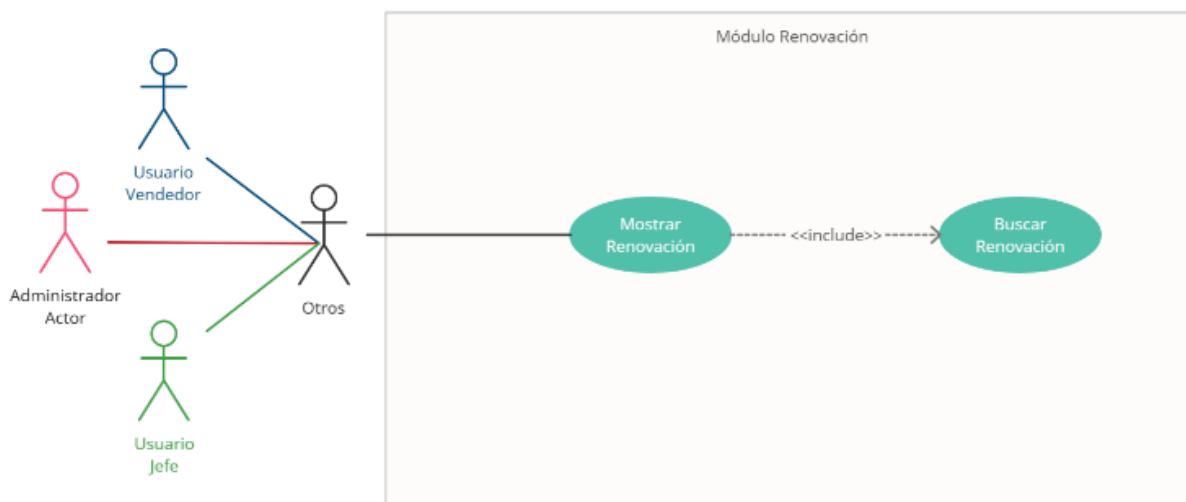 Módulo Renovación
Usuario
Vendedor
Administrador
Actor
Otros
Usuario
Jefe
Mostrar
Renovación
<<include>>
Buscar
Renovación